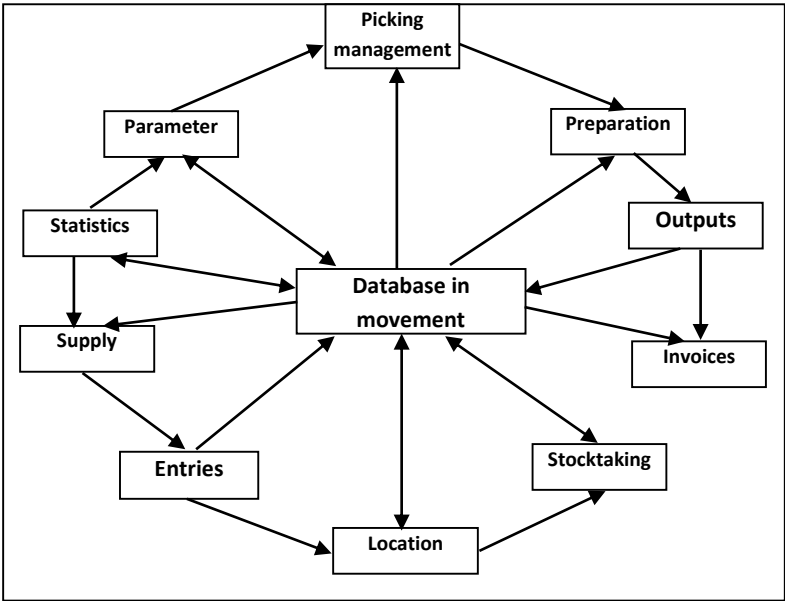 Picking
management
Parameter
Preparation
Statistics
Outputs
Database in
movement
Supply
Invoices
Entries
Stocktaking
Location